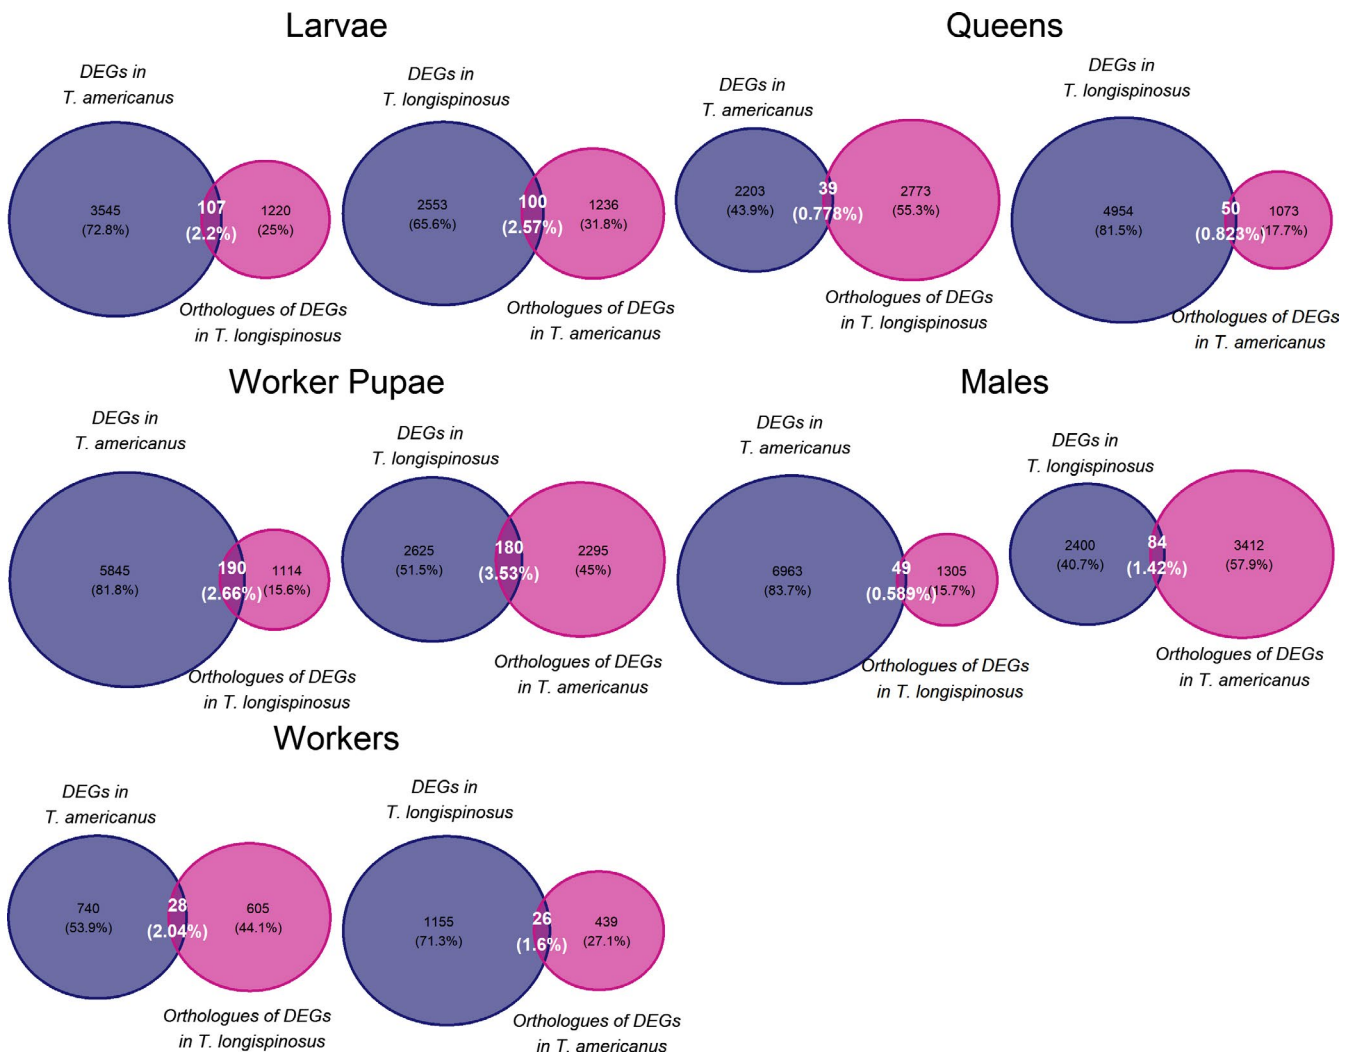 Larvae
DEGs in
T. americanus
3545
(72.8%)
107
(2.2%)
1220
(25%)
Orthologues of DEGs
in T. longispinosus
DEGs in
T. longispinosus
2553
(65.6%)
100
(2.57%)
1236
(31.8%)
Orthologues of DEGs
in T. americanus
Queens
DEGs in
T. americanus
2203
(43.9%)
39
(0.778%)
2773
(55.3%)
Orthologues of DEGs
in T. longispinosus
DEGs in
T. longispinosus
4954
(81.5%)
50
(0.823%)
1073
(17.7%)
Orthologues of DEGs
in T. americanus
Worker Pupae
DEGs in
T. americanus
5845
(81.8%)
190
(2.66%)
1114
(15.6%)
Orthologues of DEGs
in T. longispinosus
DEGs in
T. longispinosus
2625
(51.5%)
180
(3.53%)
2295
(45%)
Orthologues of DEGs
in T. americanus
Males
DEGs in
T. americanus
6963
(83.7%)
49
(0.589%)
1305
(15.7%)
Orthologues of DEGs
in T. longispinosus
DEGs in
T. longispinosus
2400
(40.7%)
84
(1.42%)
3412
(57.9%)
Orthologues of DEGs
in T. americanus
Workers
DEGs in
T. americanus
740
(53.9%)
28
(2.04%)
605
(44.1%)
Orthologues of DEGs
in T. longispinosus
DEGs in
T. longispinosus
1155
(71.3%)
26
(1.6%)
439
(27.1%)
Orthologues of DEGs
in T. americanus